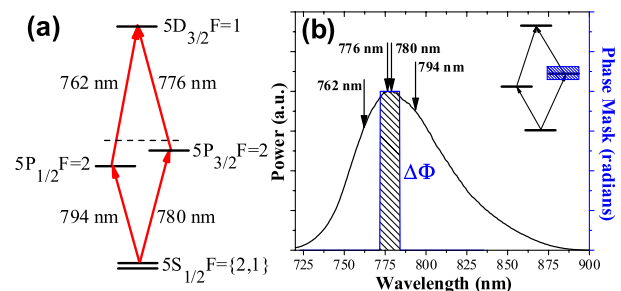 (a)
5D3/2F=1
762 nm
776 nm
5P1/2F=2
5P3/2F=2
794 nm
780 nm
5S1/2F={2,1}
(b)
776 nm
780 nm
762 nm
794 nm
ΔΦ
Power (a.u.)
Phase Mask (radians)
725 750 775 800 825 850 875 900
Wavelength (nm)